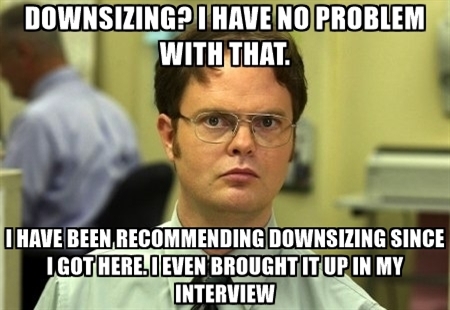 DOWNSIZING? I HAVE NO PROBLEM
WITH THAT.
I HAVE BEEN RECOMMENDING DOWNSIZING SINCE
I GOT HERE. I EVEN BROUGHT IT UP IN MY
INTERVIEW